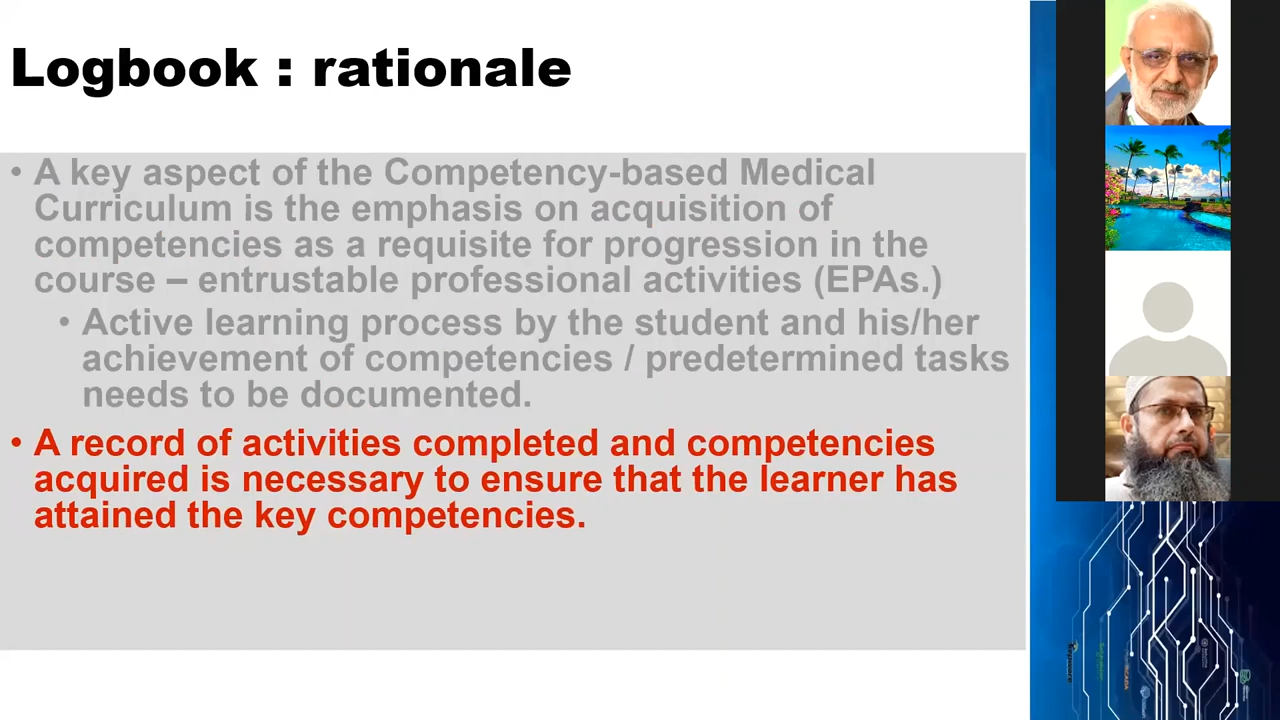 Logbook : rationale
• A key aspect of the Competency-based Medical
Curriculum is the emphasis on acquisition of
competencies as a requisite for progression in the
course – entrustable professional activities (EPAs.)
• Active learning process by the student and his/her
achievement of competencies / predetermined tasks
needs to be documented.
• A record of activities completed and competencies
acquired is necessary to ensure that the learner has
attained the key competencies.